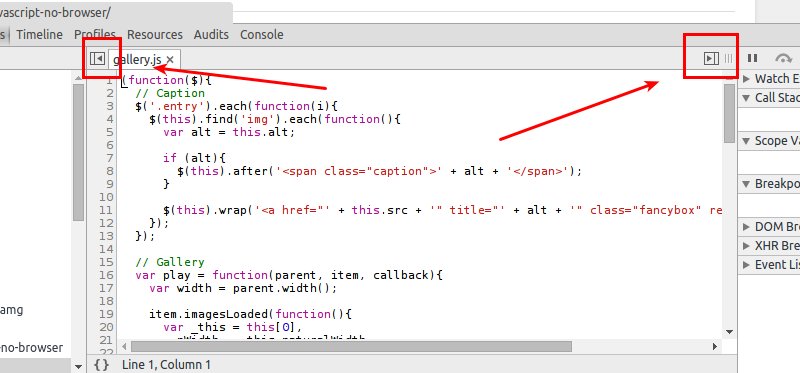 vascript-no-browser/
s Timeline Profiles Resources Audits Console
gallery.js ×
1 (function($){
2 // Caption
3 $('.entry').each(function(i){
4 $(this).find('img').each(function(){
5 var alt = this.alt;
6
7 if (alt){
8 $(this).after('<span class="caption">' + alt + '</span>');
9 }
10
11 $(this).wrap('<a href="' + this.src + '" title="' + alt + '" class="fancybox" re
12 });
13 });
14
15 // Gallery
16 var play = function(parent, item, callback){
17 var width = parent.width();
18
19 item.imagesLoaded(function(){
20 var _this = this[0],
21 nWidth = _this.naturalWidth
22
{ } Line 1, Column 1
amg
-no-browser
Watch E
Call Stac
Scope Va
Breakpo
DOM Bre
XHR Brea
Event Lis